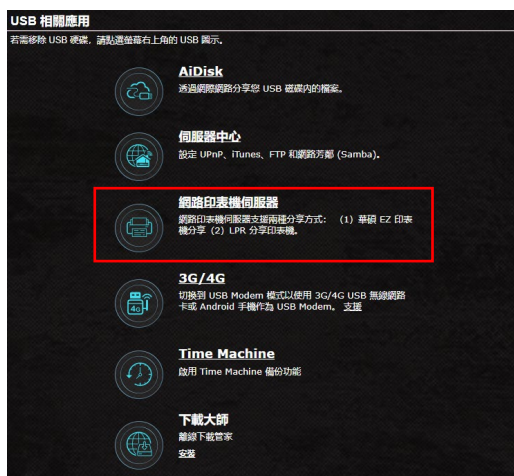 USB 相關應用
若需移除 USB 硬碟, 請點選螢幕右上角的 USB 圖示。
AiDisk
透過網際網路分享您 USB 磁碟內的檔案。
伺服器中心
設定 UPnP、iTunes、FTP 和網路芳鄰 (Samba)。
網路印表機伺服器
網路印表機伺服器支援兩種分享方式: (1) 華碩 EZ 印表
機分享 (2) LPR 分享印表機。
3G/4G
切換到 USB Modem 模式以使用 3G/4G USB 無線網路
卡或 Android 手機作為 USB Modem。 支援
4G
Time Machine
啟用 Time Machine 備份功能
下載大師
離線下載管家
安裝